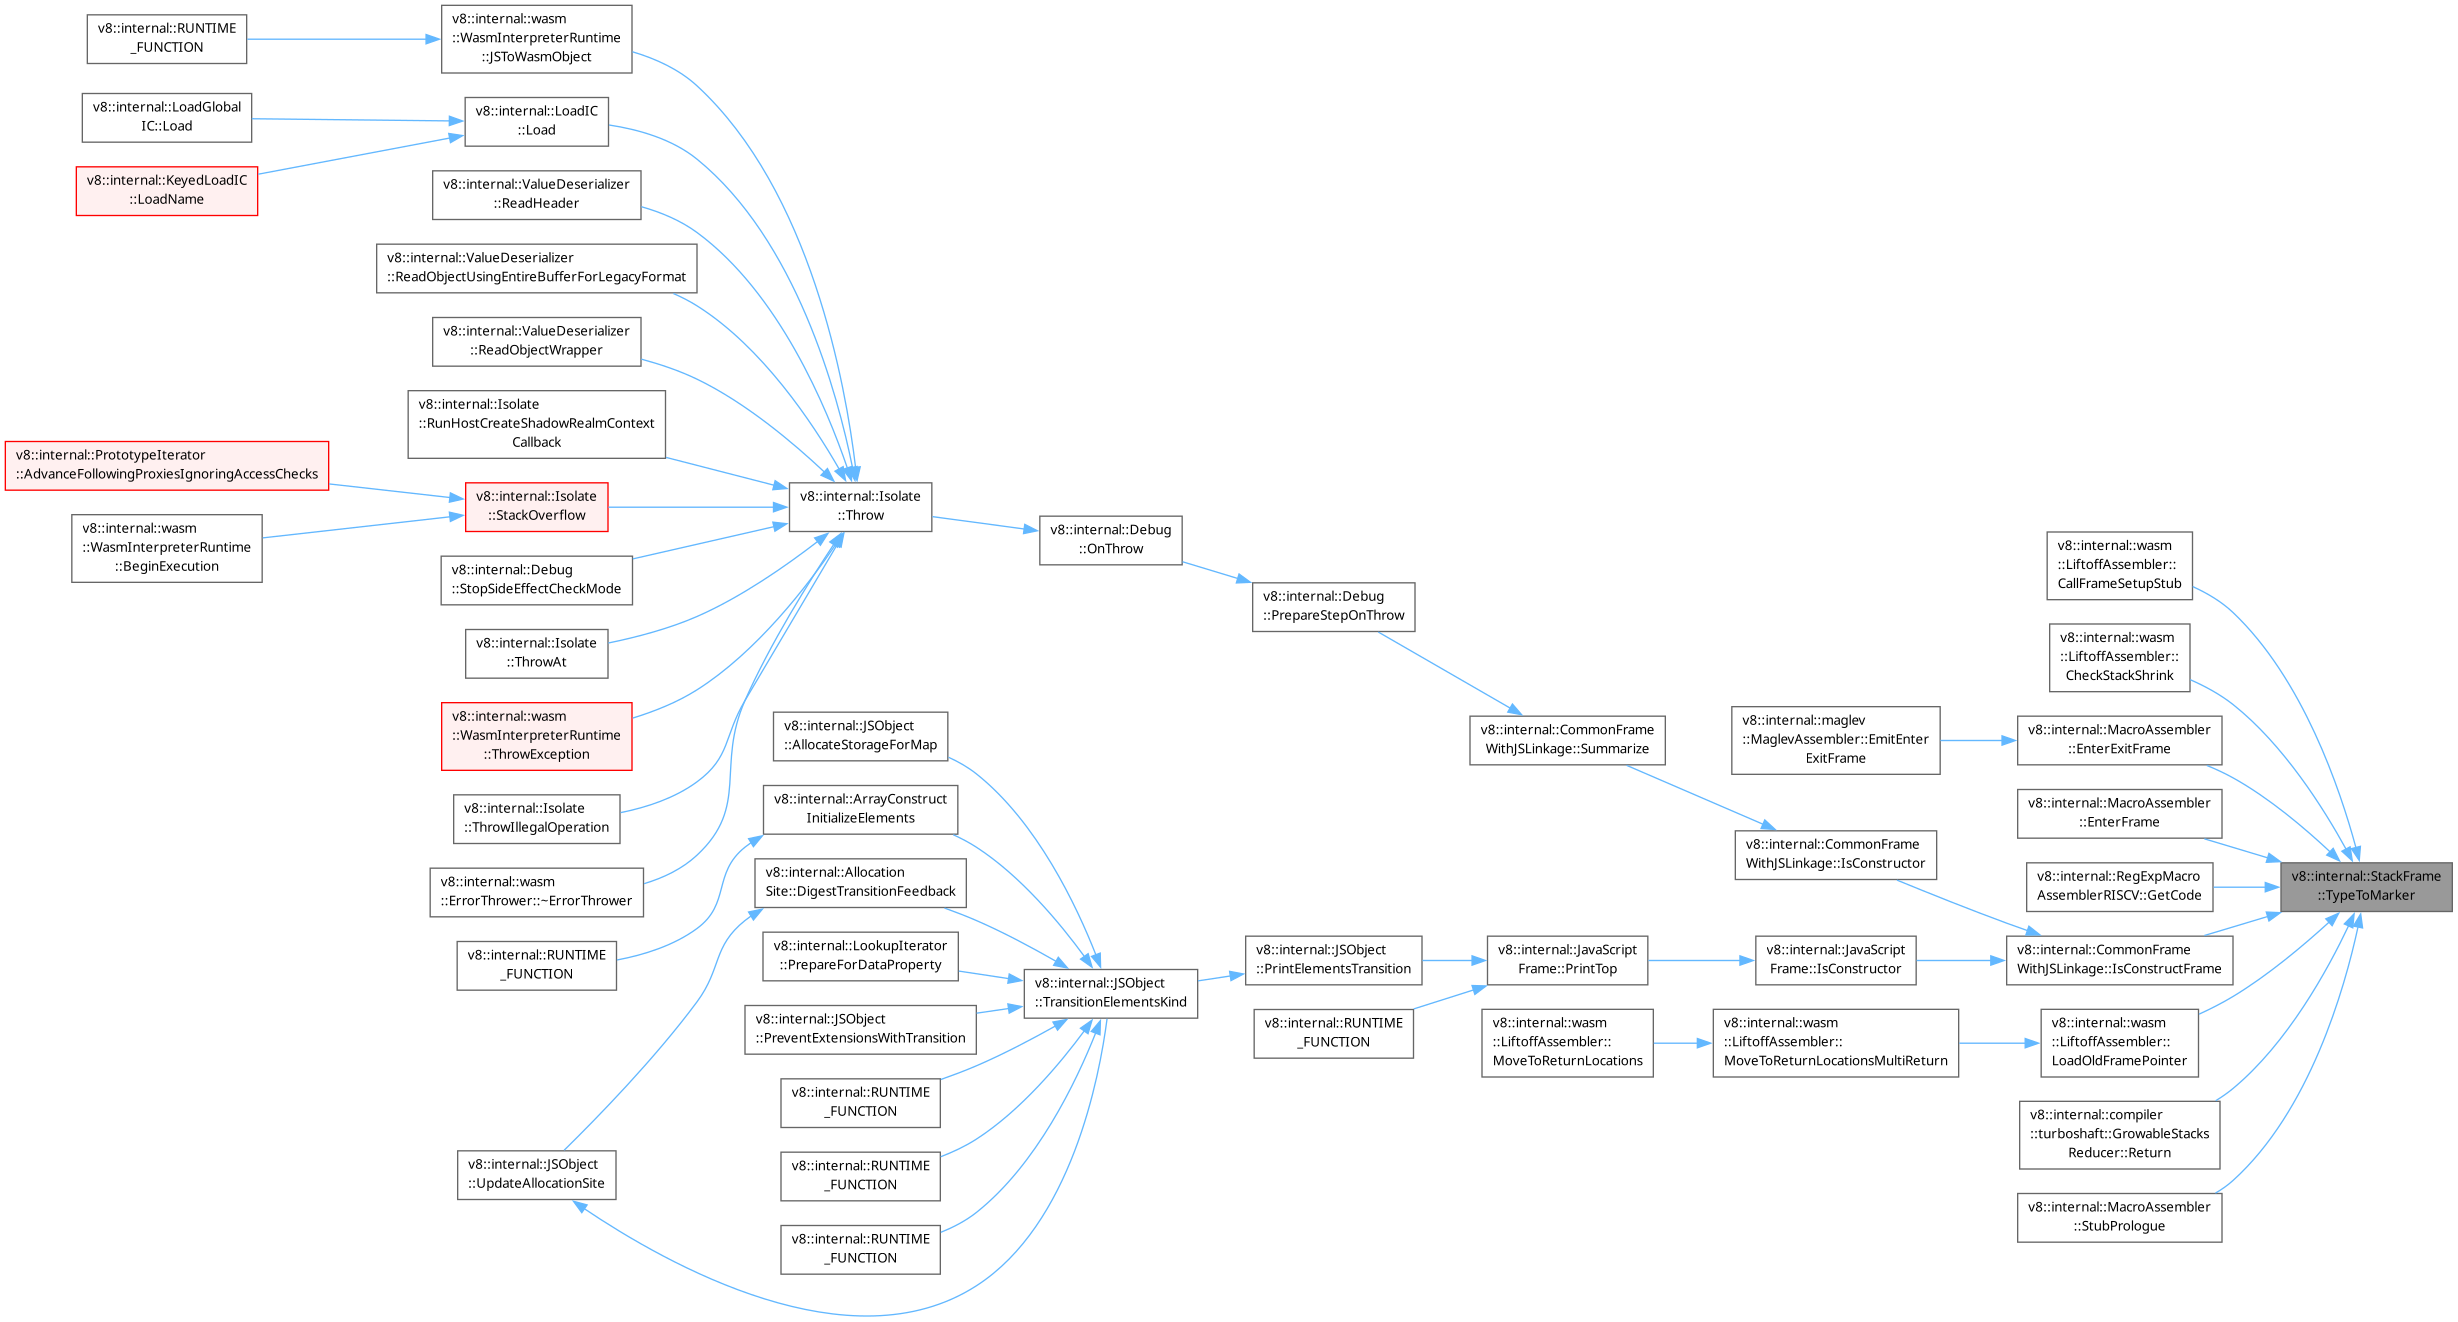 v8::internal::RUNTIME
_FUNCTION
v8::internal::wasm
::WasmInterpreterRuntime
::JSToWasmObject
v8::internal::LoadGlobal
IC::Load
v8::internal::LoadIC
::Load
v8::internal::KeyedLoadIC
::LoadName
v8::internal::ValueDeserializer
::ReadHeader
v8::internal::ValueDeserializer
::ReadObjectUsingEntireBufferForLegacyFormat
v8::internal::ValueDeserializer
::ReadObjectWrapper
v8::internal::Isolate
::RunHostCreateShadowRealmContext
Callback
v8::internal::PrototypeIterator
::AdvanceFollowingProxiesIgnoringAccessChecks
v8::internal::Isolate
::StackOverflow
v8::internal::Isolate
::Throw
v8::internal::wasm
::WasmInterpreterRuntime
::BeginExecution
v8::internal::Debug
::OnThrow
v8::internal::Debug
::StopSideEffectCheckMode
v8::internal::Debug
::PrepareStepOnThrow
v8::internal::wasm
::LiftoffAssembler::
CallFrameSetupStub
v8::internal::Isolate
::ThrowAt
v8::internal::wasm
::LiftoffAssembler::
CheckStackShrink
v8::internal::wasm
::WasmInterpreterRuntime
::ThrowException
v8::internal::JSObject
::AllocateStorageForMap
v8::internal::CommonFrame
WithJSLinkage::Summarize
v8::internal::maglev
::MaglevAssembler::EmitEnter
ExitFrame
v8::internal::MacroAssembler
::EnterExitFrame
v8::internal::Isolate
::ThrowIllegalOperation
v8::internal::ArrayConstruct
InitializeElements
v8::internal::MacroAssembler
::EnterFrame
v8::internal::CommonFrame
WithJSLinkage::IsConstructor
v8::internal::wasm
::ErrorThrower::~ErrorThrower
v8::internal::Allocation
Site::DigestTransitionFeedback
v8::internal::RegExpMacro
AssemblerRISCV::GetCode
v8::internal::StackFrame
::TypeToMarker
v8::internal::RUNTIME
_FUNCTION
v8::internal::LookupIterator
::PrepareForDataProperty
v8::internal::JSObject
::TransitionElementsKind
v8::internal::JSObject
::PrintElementsTransition
v8::internal::JavaScript
Frame::PrintTop
v8::internal::JavaScript
Frame::IsConstructor
v8::internal::CommonFrame
WithJSLinkage::IsConstructFrame
v8::internal::JSObject
::PreventExtensionsWithTransition
v8::internal::RUNTIME
_FUNCTION
v8::internal::wasm
::LiftoffAssembler::
MoveToReturnLocations
v8::internal::wasm
::LiftoffAssembler::
MoveToReturnLocationsMultiReturn
v8::internal::wasm
::LiftoffAssembler::
LoadOldFramePointer
v8::internal::RUNTIME
_FUNCTION
v8::internal::compiler
::turboshaft::GrowableStacks
Reducer::Return
v8::internal::JSObject
::UpdateAllocationSite
v8::internal::RUNTIME
_FUNCTION
v8::internal::MacroAssembler
::StubPrologue
v8::internal::RUNTIME
_FUNCTION